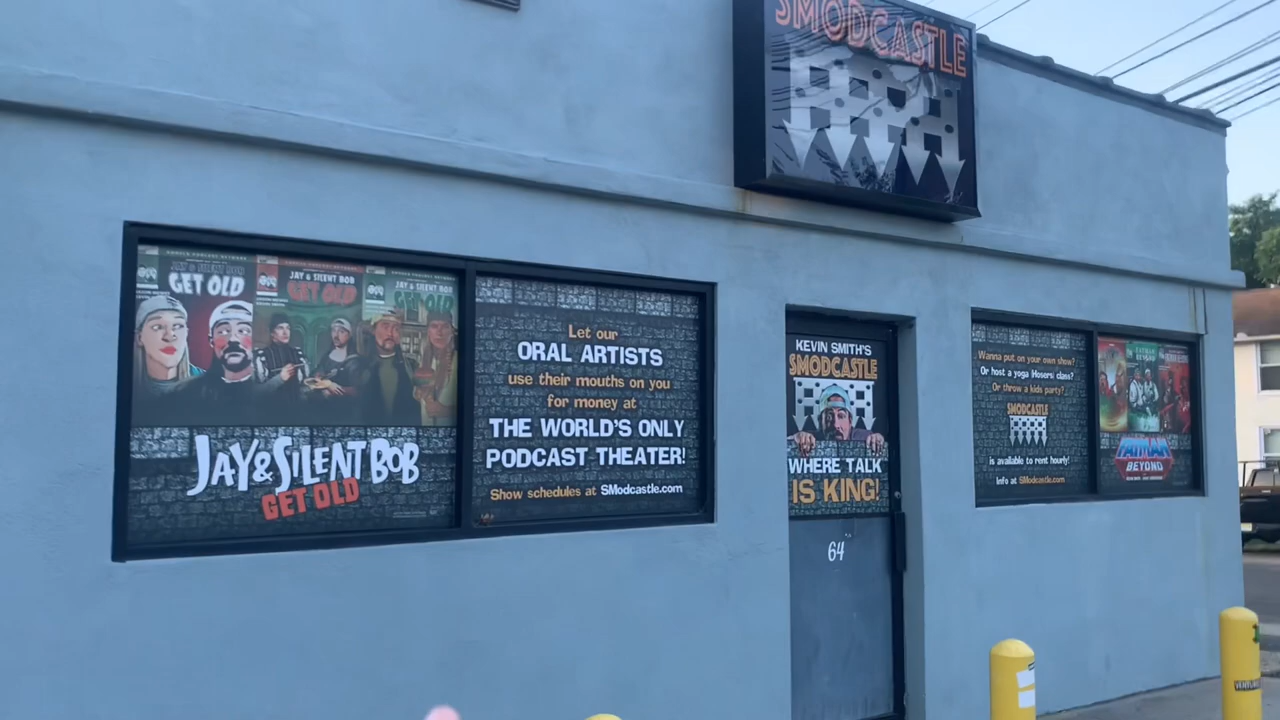 SMODCASTLE
GET OLD
JAY & SILENT BOB
GET OLD
JAY & SILENT BOB
GET OLD
JAY & SILENT BOB
GET OLD
Let our
ORAL ARTISTS
use their mouths on you
for money at
THE WORLD'S ONLY
PODCAST THEATER!
Show schedules at SModcastle.com
KEVIN SMITH'S
SMODCASTLE
WHERE TALK
IS KING!
64
Wanna put on your own show?
Or host a yoga (Hosers) class?
Or throw a kids party?
SMODCASTLE
is available to rent hourly!
Info at SModcastle.com
FATMAN
BEYOND